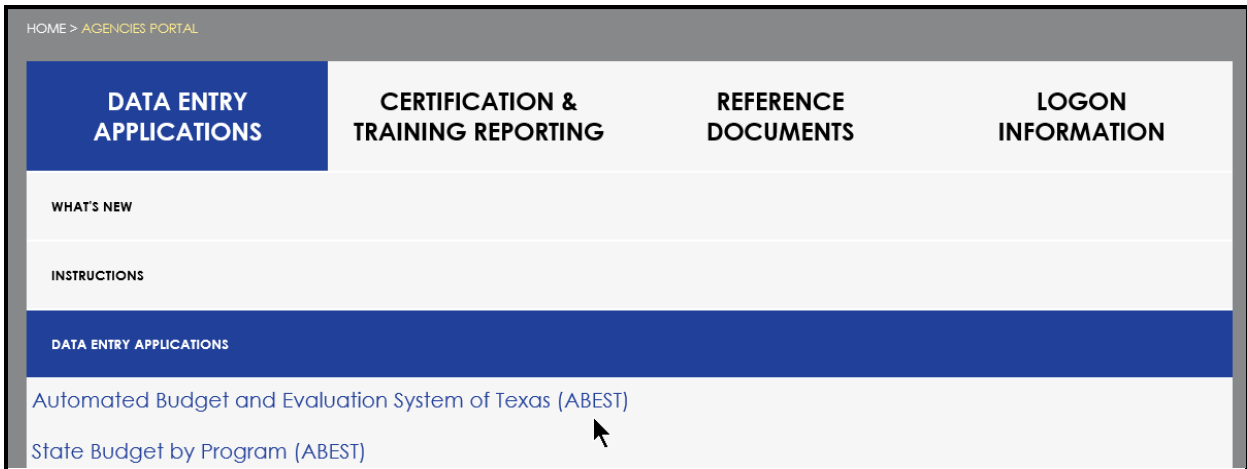 HOME > AGENCIES PORTAL
DATA ENTRY
APPLICATIONS
CERTIFICATION &
TRAINING REPORTING
REFERENCE
DOCUMENTS
LOGON
INFORMATION
WHAT'S NEW
INSTRUCTIONS
DATA ENTRY APPLICATIONS
Automated Budget and Evaluation System of Texas (ABEST)
State Budget by Program (ABEST)